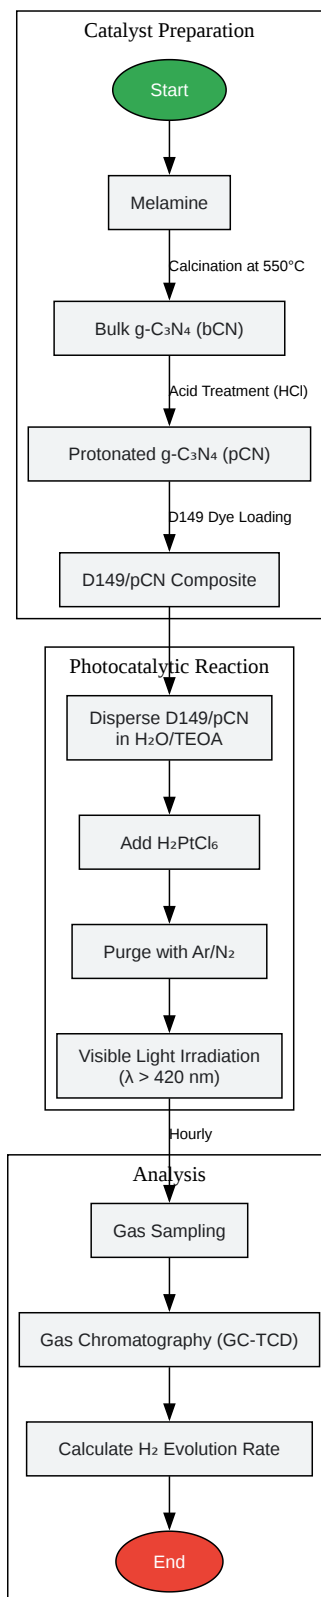 Catalyst Preparation
Start
Melamine
Calcination at 550°C
Bulk g-C₃N₄ (bCN)
Acid Treatment (HCl)
Protonated g-C₃N₄ (pCN)
D149 Dye Loading
D149/pCN Composite
Photocatalytic Reaction
Disperse D149/pCN
in H₂O/TEOA
Add H₂PtCl₆
Purge with Ar/N₂
Visible Light Irradiation
(λ > 420 nm)
Hourly
Analysis
Gas Sampling
Gas Chromatography (GC-TCD)
Calculate H₂ Evolution Rate
End